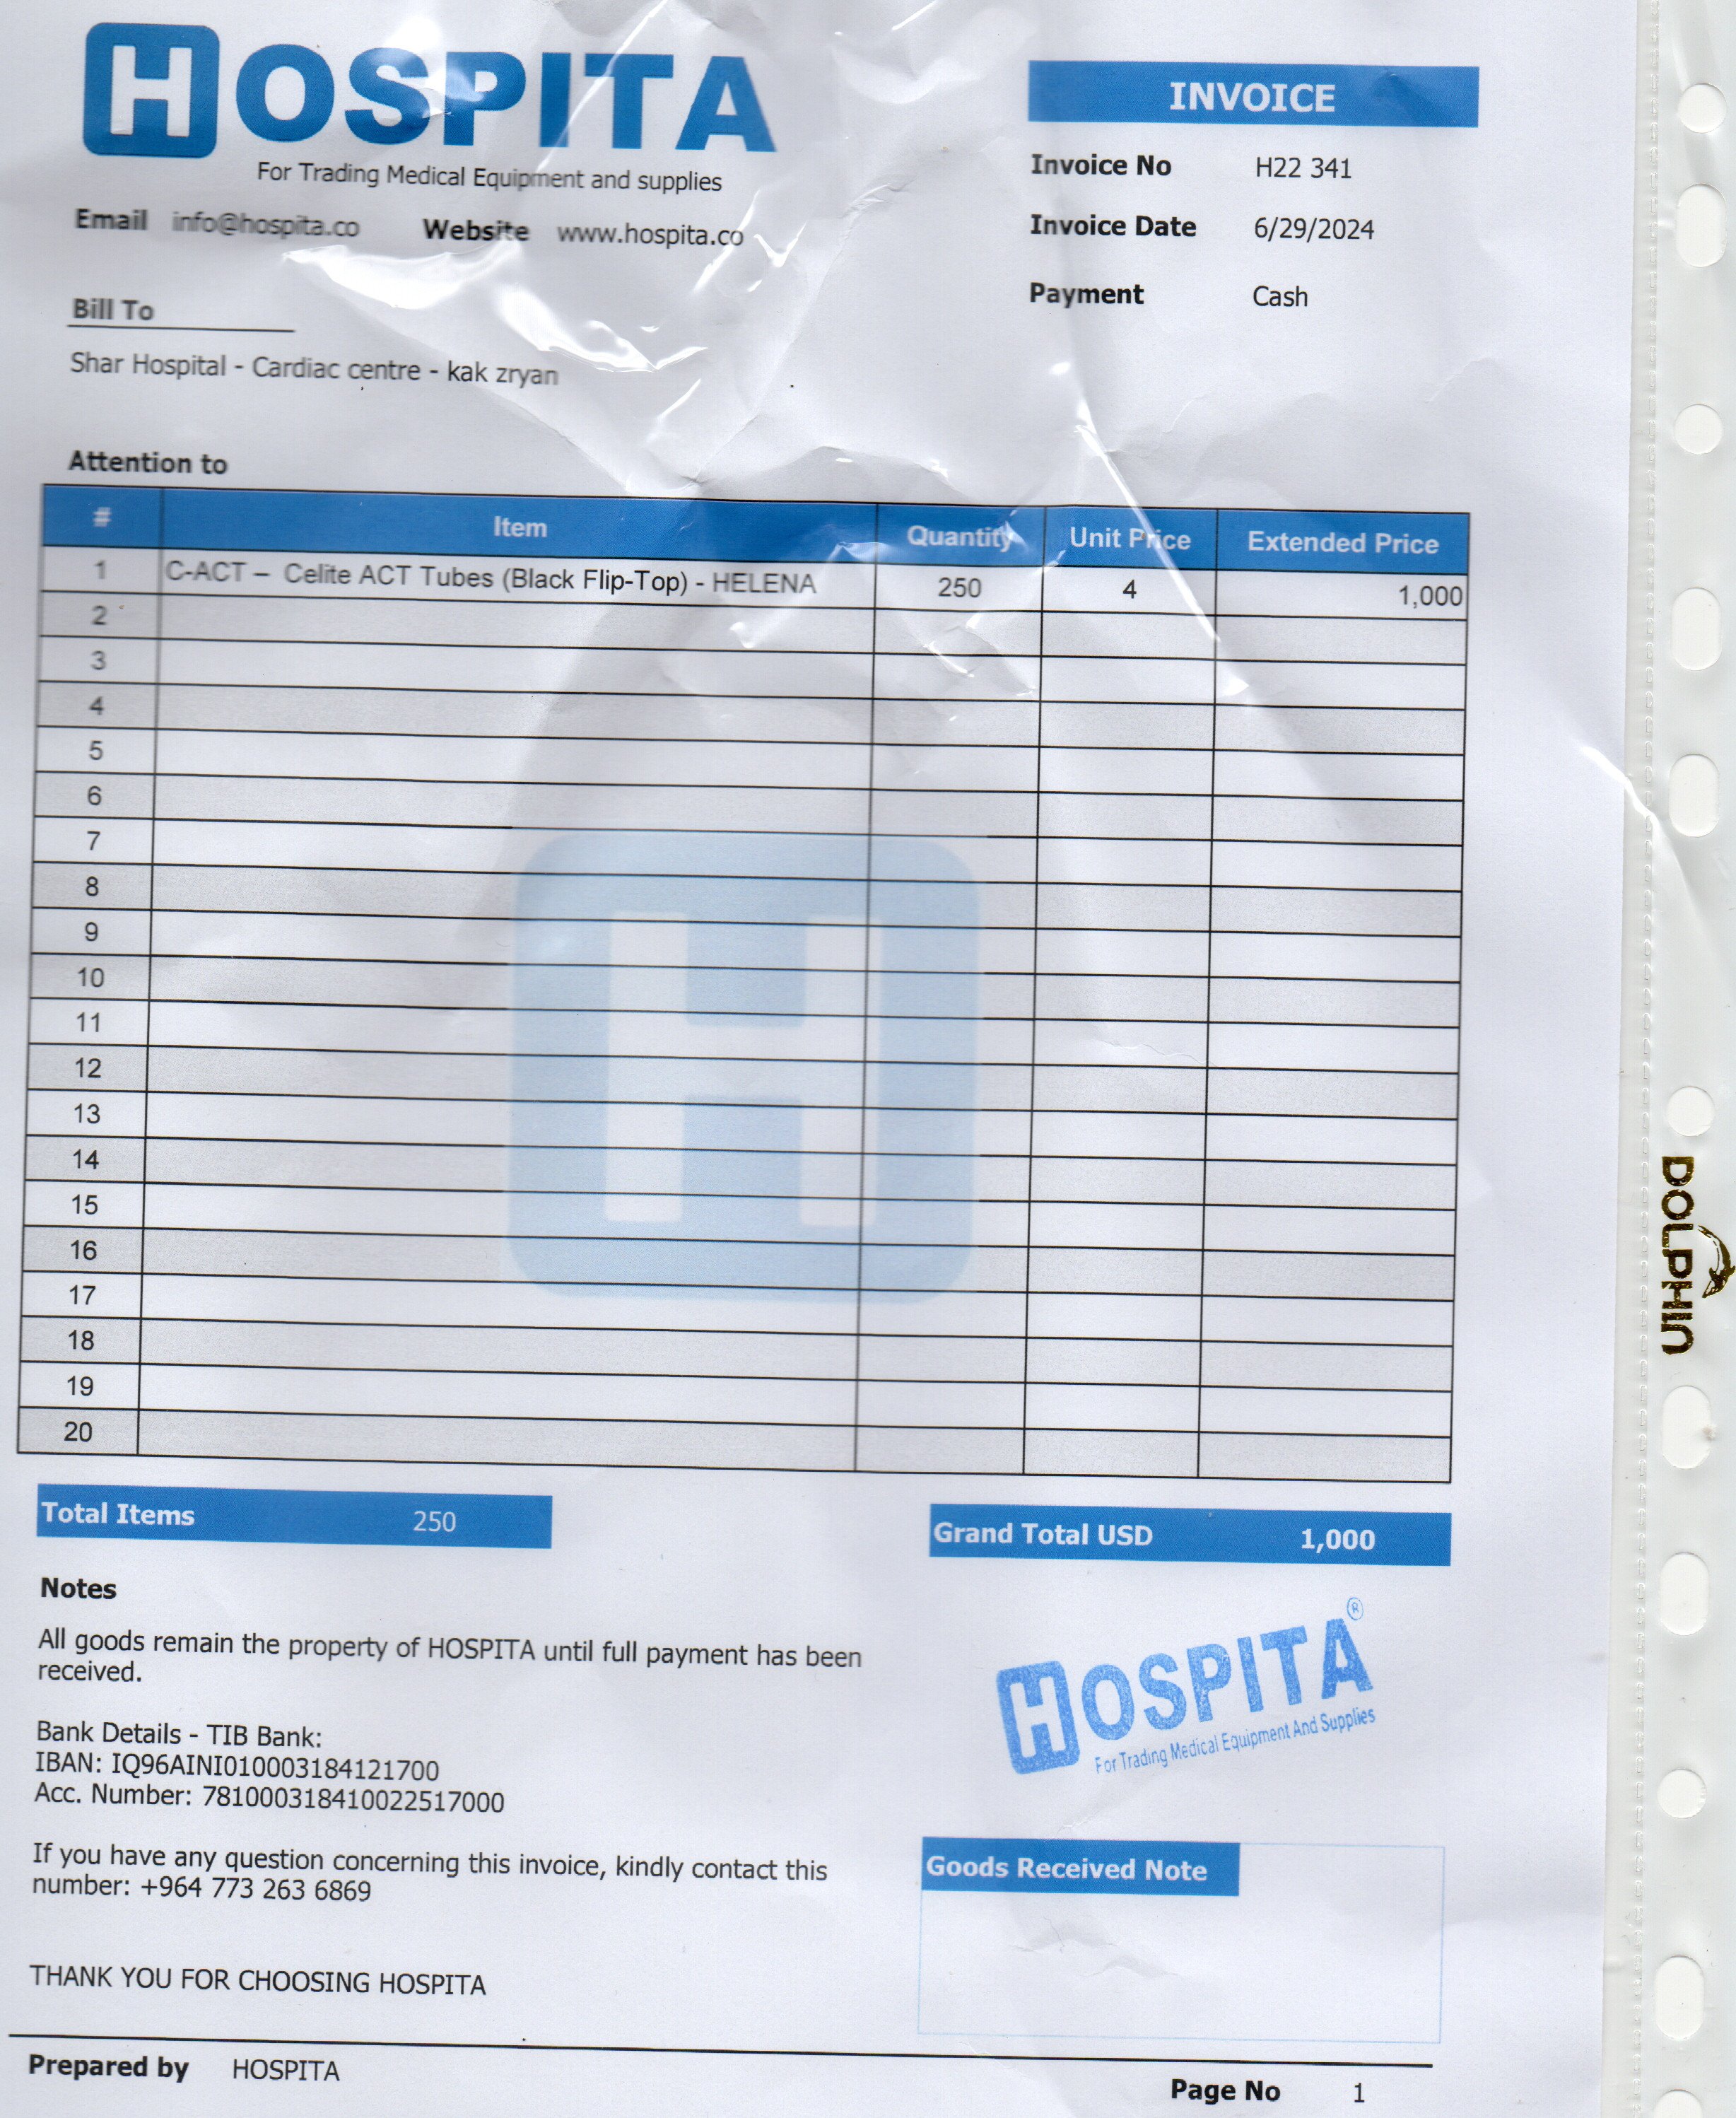 HOSPITA
For Trading Medical Equipment and supplies
Email info@hospita.co Website www.hospita.co
INVOICE
Invoice No H22 341
Invoice Date 6/29/2024
Payment Cash
Bill To
Shar Hospital - Cardiac centre - kak zryan
Attention to
# Item Quantity Unit Price Extended Price
1 C-ACT – Celite ACT Tubes (Black Flip-Top) - HELENA 250 4 1,000
2
3
4
5
6
7
8
9
10
11
12
13
14
15
16
17
18
19
20
Total Items 250
Grand Total USD 1,000
Notes
All goods remain the property of HOSPITA until full payment has been
received.
Bank Details - TIB Bank:
IBAN: IQ96AINI010003184121700
Acc. Number: 781000318410022517000
If you have any question concerning this invoice, kindly contact this
number: +964 773 263 6869
THANK YOU FOR CHOOSING HOSPITA
HOSPITA ®
For Trading Medical Equipment And Supplies
Goods Received Note
Prepared by HOSPITA
Page No 1
DOLPHIN